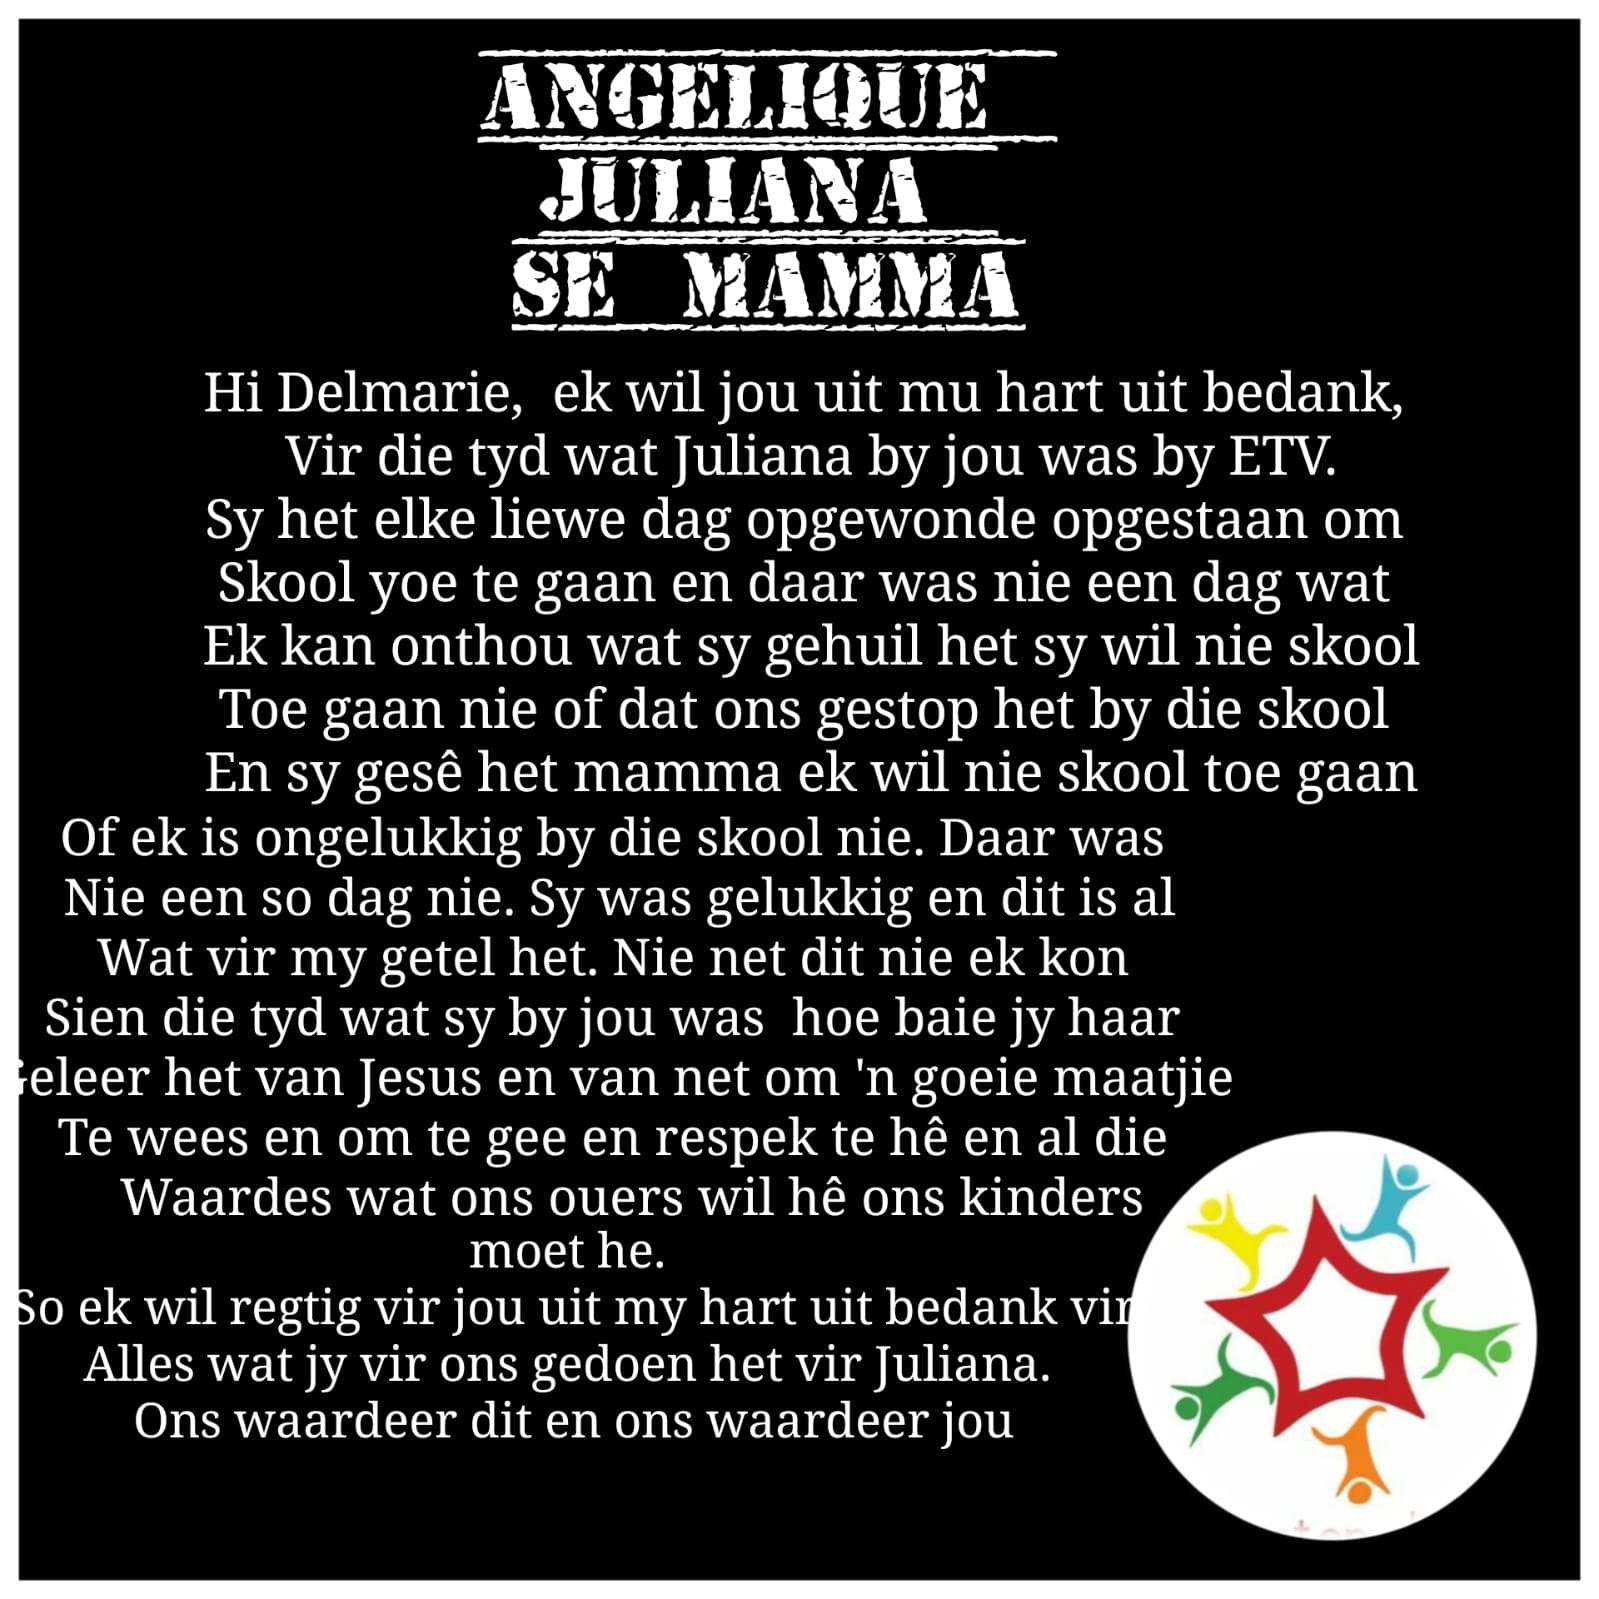 ANGELIQUE
JULIANA
SE MAMMA
Hi Delmarie, ek wil jou uit mu hart uit bedank,
Vir die tyd wat Juliana by jou was by ETV.
Sy het elke liewe dag opgewonde opgestaan om
Skool yoe te gaan en daar was nie een dag wat
Ek kan onthou wat sy gehuil het sy wil nie skool
Toe gaan nie of dat ons gestop het by die skool
En sy gesê het mamma ek wil nie skool toe gaan
Of ek is ongelukkig by die skool nie. Daar was
Nie een so dag nie. Sy was gelukkig en dit is al
Wat vir my getel het. Nie net dit nie ek kon
Sien die tyd wat sy by jou was hoe baie jy haar
Geleer het van Jesus en van net om 'n goeie maatjie
Te wees en om te gee en respek te hê en al die
Waardes wat ons ouers wil hê ons kinders
moet he.
So ek wil regtig vir jou uit my hart uit bedank vir
Alles wat jy vir ons gedoen het vir Juliana.
Ons waardeer dit en ons waardeer jou